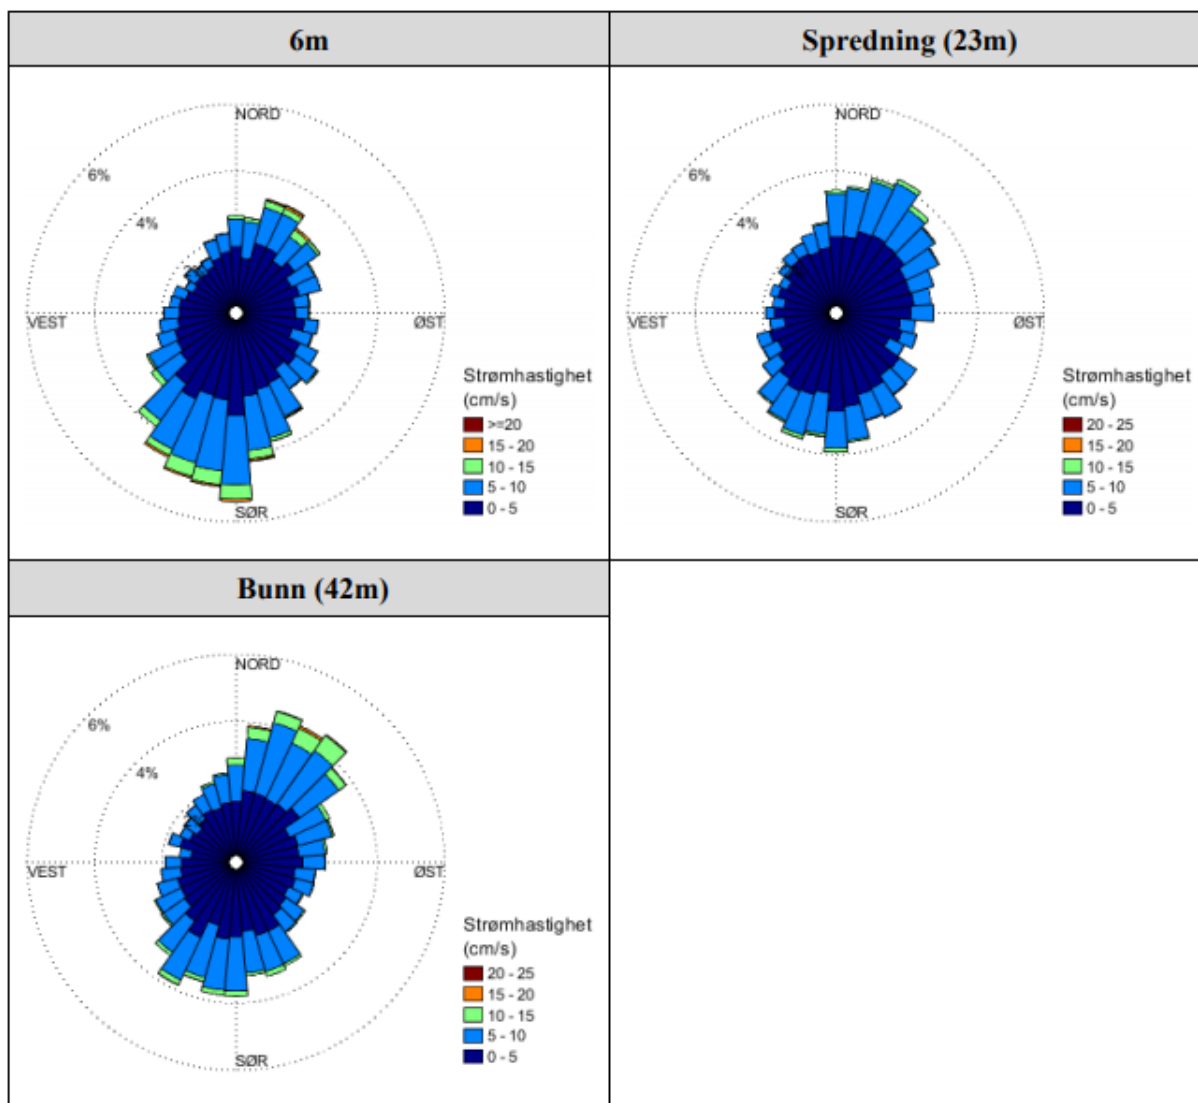 6m
Spredning (23m)
NORD
6%
4%
VEST
ØST
SØR
Strømhastighet
(cm/s)
>=20
15 - 20
10 - 15
5 - 10
0 - 5
NORD
6%
4%
VEST
ØST
SØR
Strømhastighet
(cm/s)
20 - 25
15 - 20
10 - 15
5 - 10
0 - 5
Bunn (42m)
NORD
6%
4%
VEST
ØST
SØR
Strømhastighet
(cm/s)
20 - 25
15 - 20
10 - 15
5 - 10
0 - 5